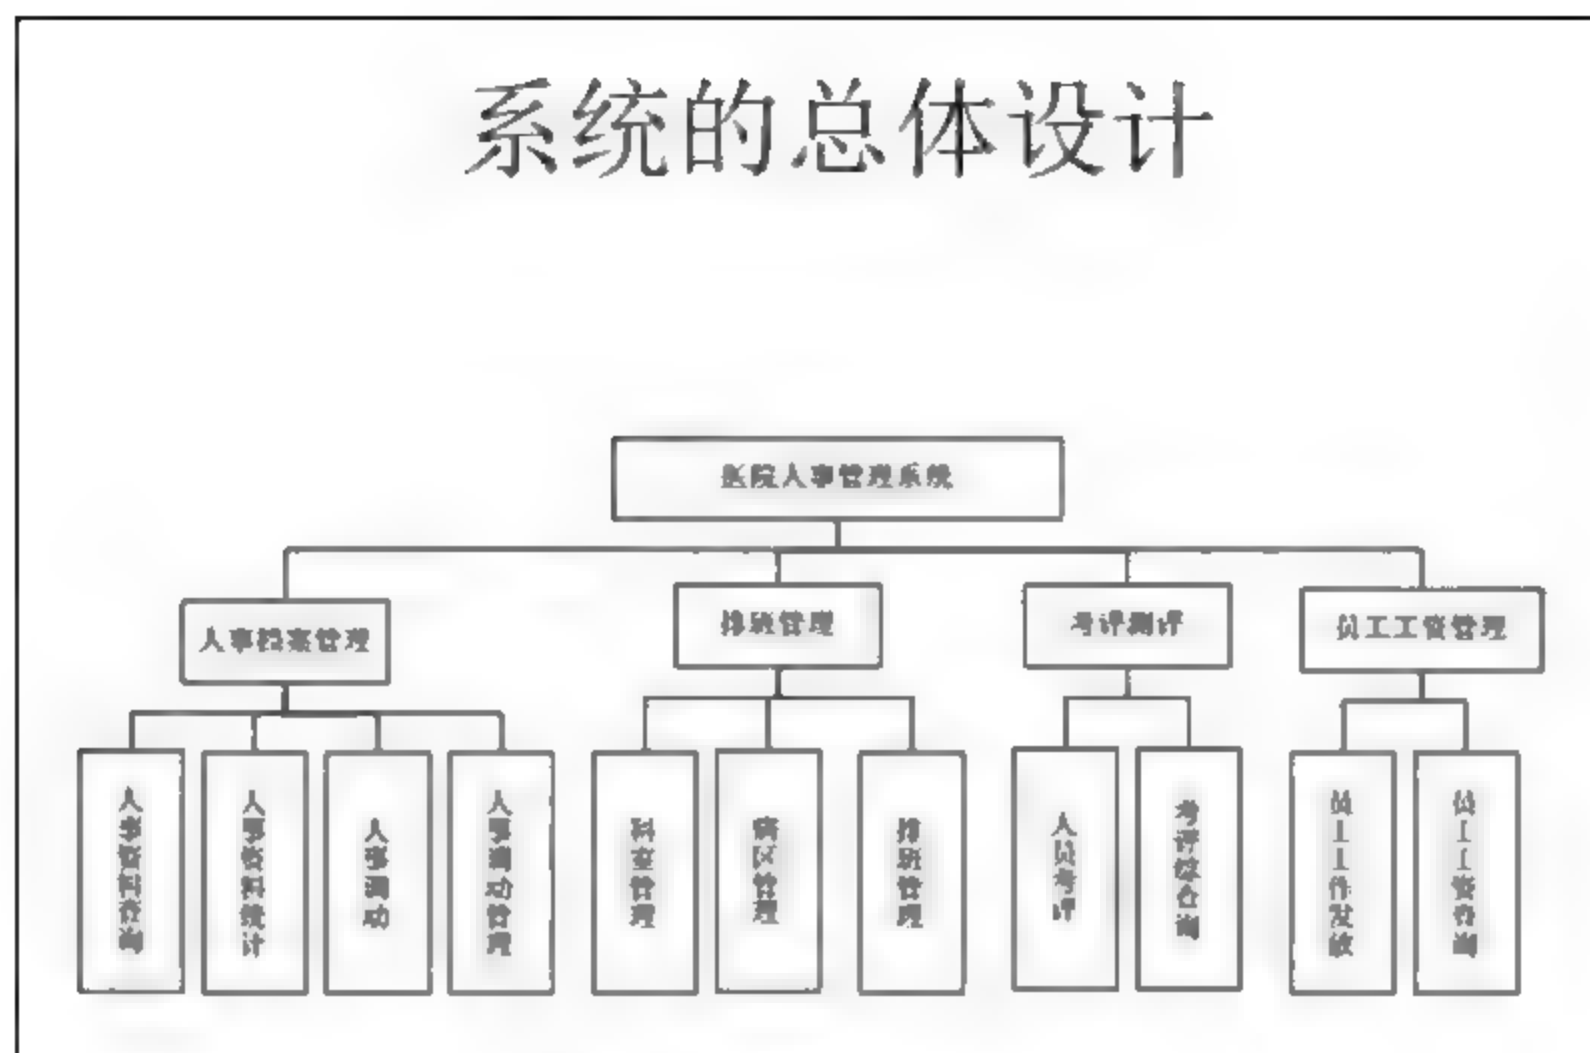 系统的总体设计
医院人事管理系统
人事档案管理
排班管理
考评测评
员工工资管理
人事资料查询
人事资料统计
人事调动
人事调动管理
科室管理
病区管理
排班管理
人员考评
考评综合查询
员工工作发放
员工工资查询